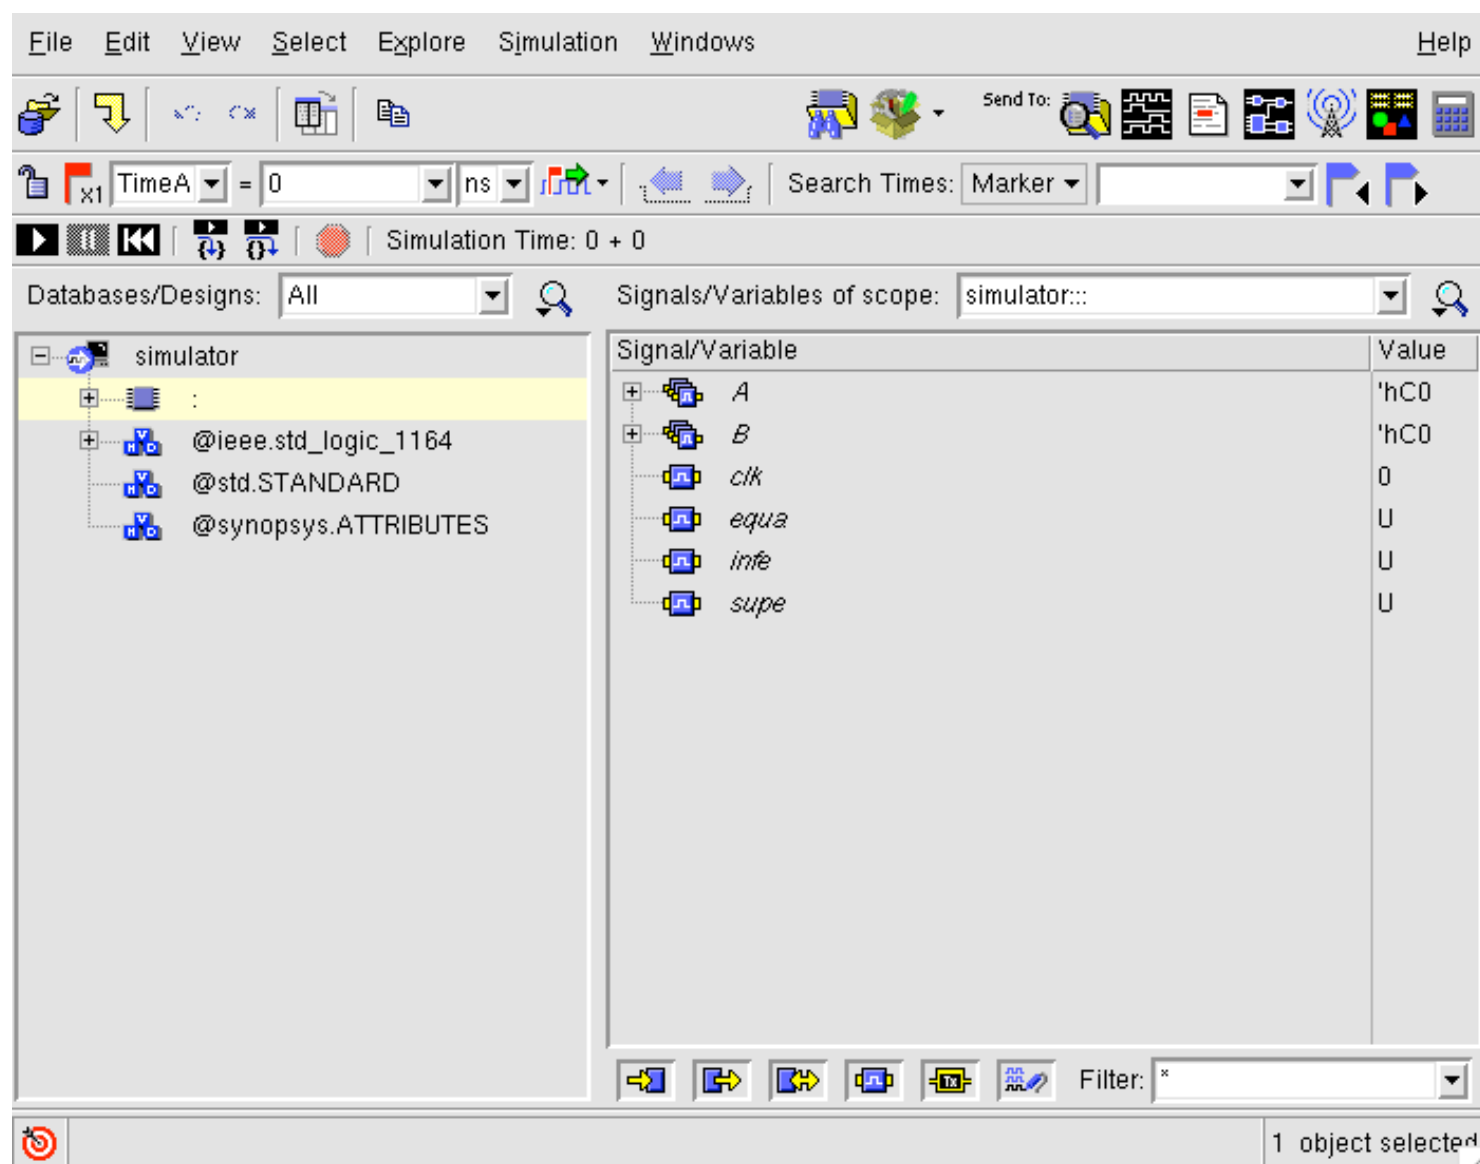 File Edit View Select Explore Simulation Windows Help
Send To:
x1 TimeA = 0 ns Search Times: Marker
Simulation Time: 0 + 0
Databases/Designs: All Signals/Variables of scope: simulator:::
simulator
:
@ieee.std_logic_1164
@std.STANDARD
@synopsys.ATTRIBUTES
Signal/Variable Value
A 'hC0
B 'hC0
clk 0
equa U
infe U
supe U
Filter: *
1 object selected